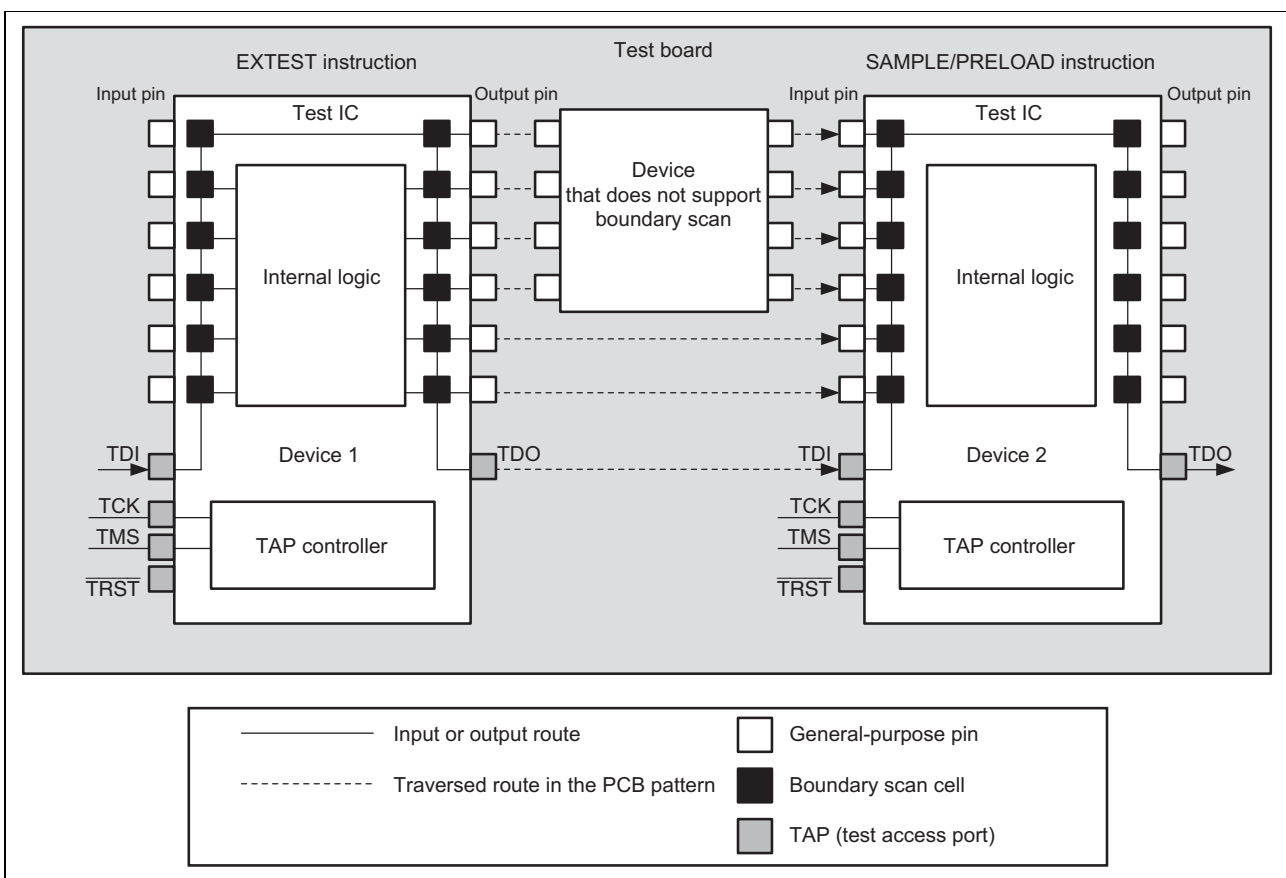 Test board
EXTEST instruction
SAMPLE/PRELOAD instruction
Input pin
Output pin
Input pin
Output pin
Test IC
Test IC
Device
that does not support
boundary scan
Internal logic
Internal logic
TDI
Device 1
TDO
TDI
Device 2
TDO
TCK
TCK
TMS
TAP controller
TMS
TAP controller
TRST
TRST
Input or output route
General-purpose pin
Traversed route in the PCB pattern
Boundary scan cell
TAP (test access port)